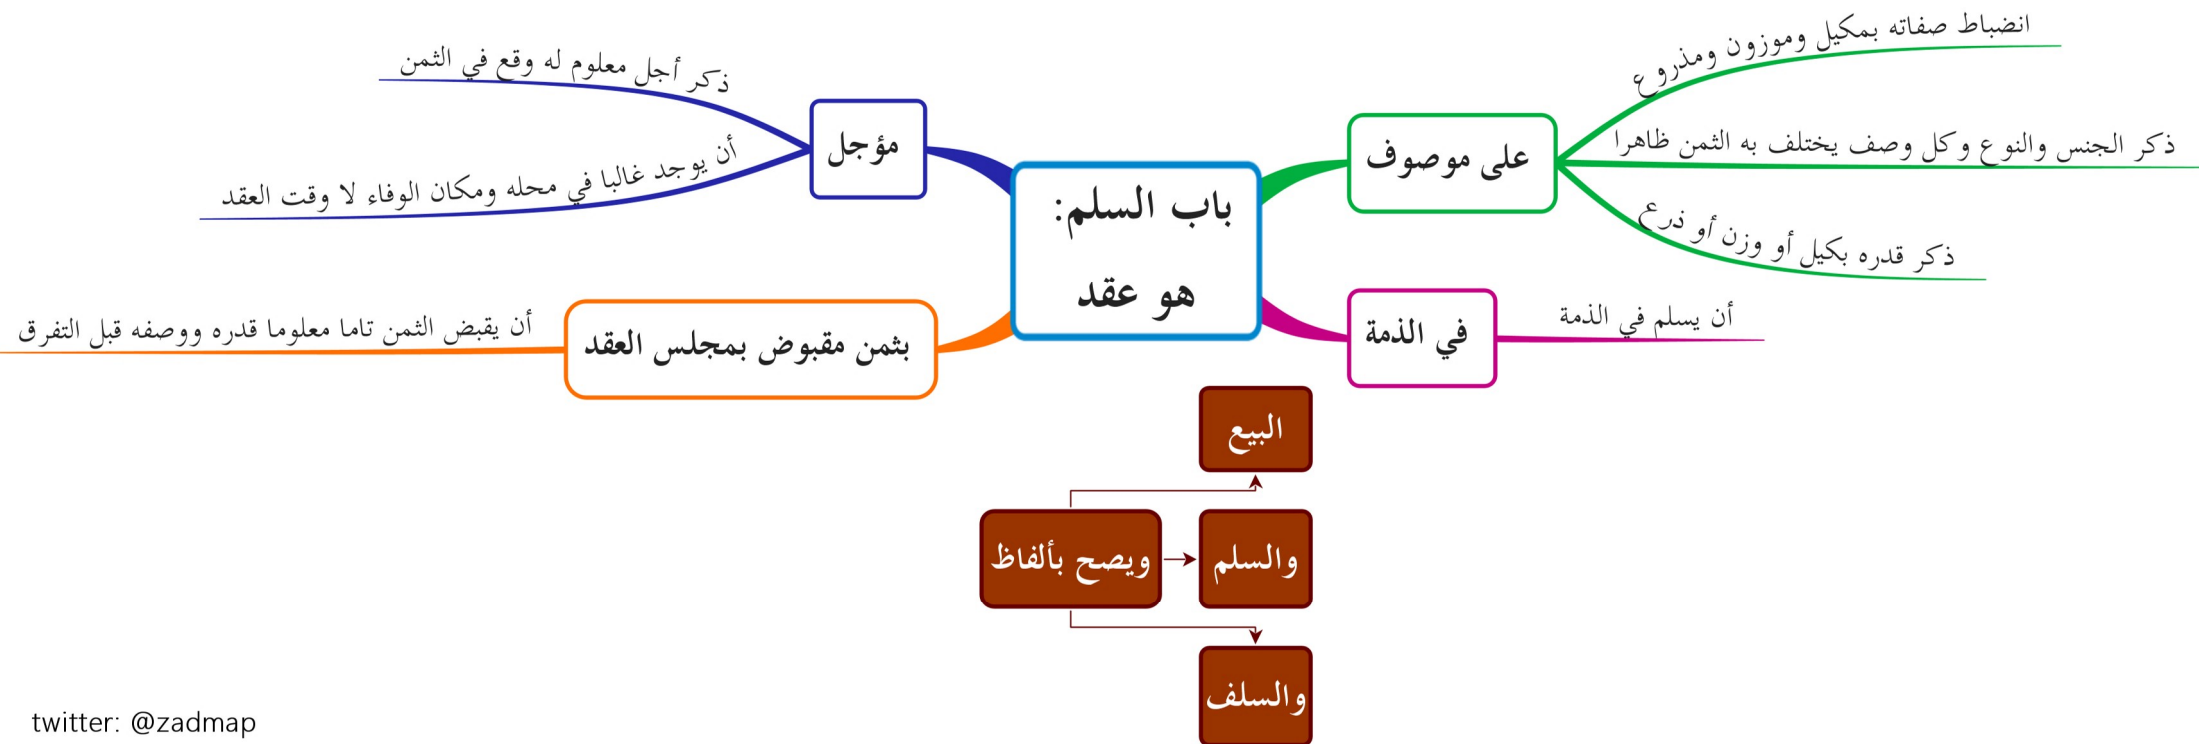 باب السلم:
هو عقد
على موصوف
انضباط صفاته بمكيل وموزون ومذروع
ذكر الجنس والنوع وكل وصف يختلف به الثمن ظاهرا
ذكر قدره بكيل أو وزن أو ذرع
في الذمة
أن يسلم في الذمة
مؤجل
ذكر أجل معلوم له وقع في الثمن
أن يوجد غالبا في محله ومكان الوفاء لا وقت العقد
بثمن مقبوض بمجلس العقد
أن يقبض الثمن تاما معلوما قدره ووصفه قبل التفرق
ويصح بألفاظ
البيع
والسلم
والسلف
twitter: @zadmap